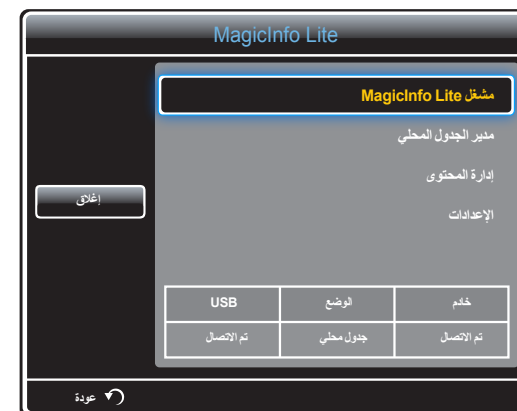 MagicInfo Lite
مشغل MagicInfo Lite
مدير الجدول المحلي
إدارة المحتوى
الإعدادات
إغلاق
خادم الوضع USB
تم الاتصال جدول محلي تم الاتصال
عودة